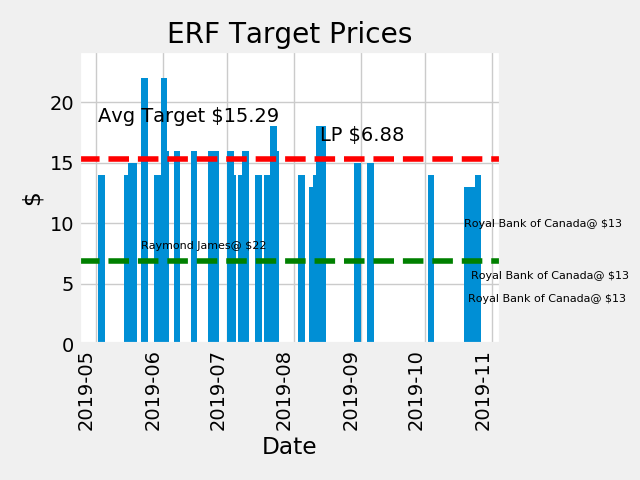 ERF Target Prices
20
Avg Target $15.29
LP $6.88
15
$
10
Royal Bank of Canada@ $13
Raymond James@ $22
Royal Bank of Canada@ $13
5
Royal Bank of Canada@ $13
0
2019-05
2019-06
2019-07
2019-08
2019-09
2019-10
2019-11
Date